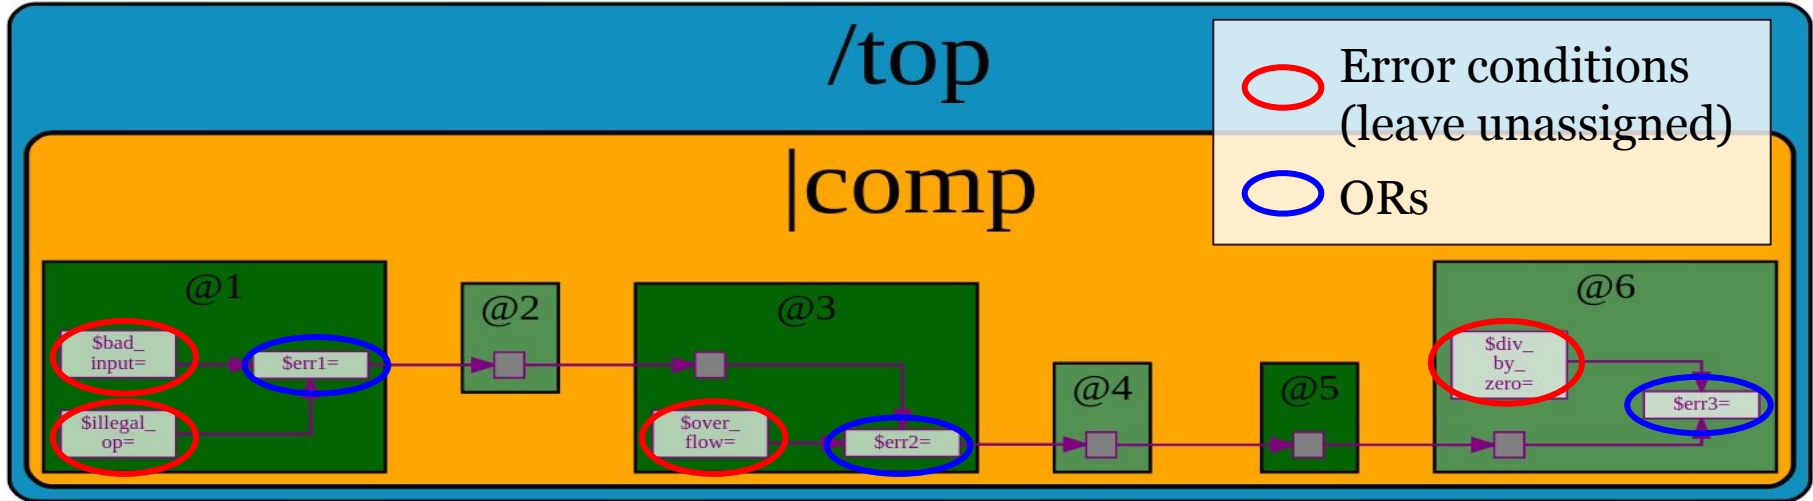 /top
Error conditions
(leave unassigned)
ORs
|comp
@1
$bad_
input=
$err1=
$illegal_
op=
@2
@3
$over_
flow=
$err2=
@4
@5
@6
$div_
by_
zero=
$err3=